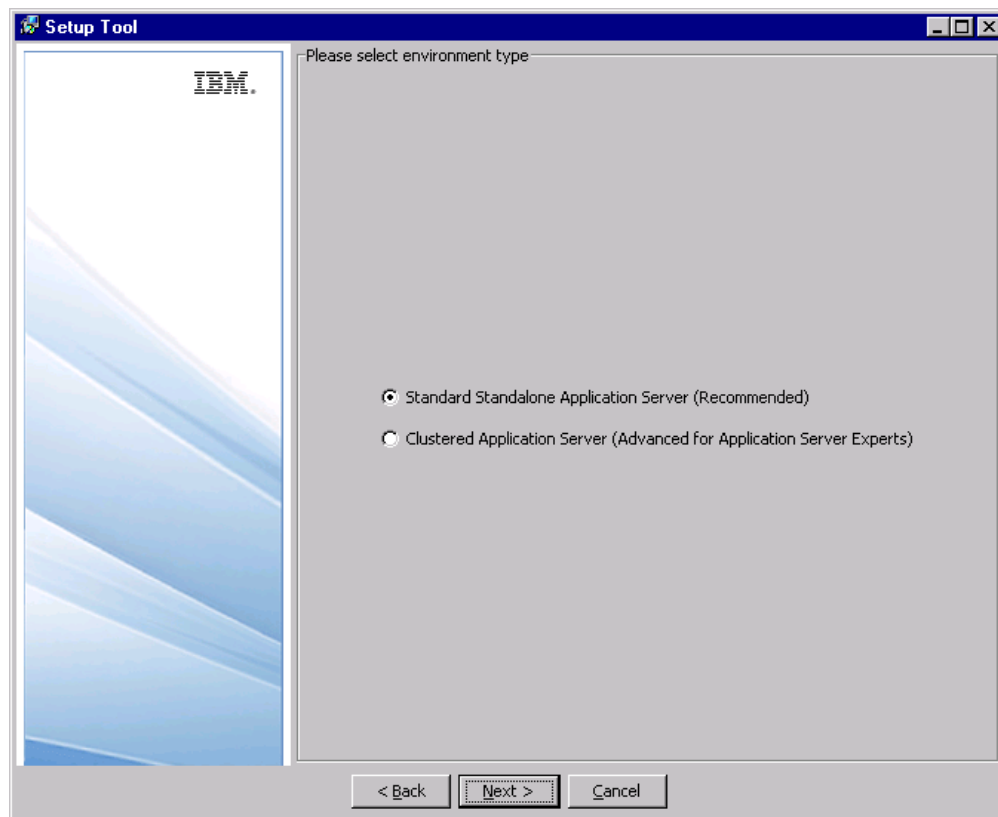 Setup Tool
IBM.
Please select environment type
Standard Standalone Application Server (Recommended)
Clustered Application Server (Advanced for Application Server Experts)
< Back
Next >
Cancel